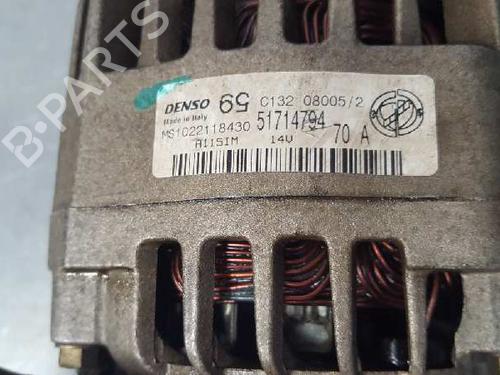 DENSO 59 C132 08005/2
Made in Italy
MS1022118430 51714794 70 A
A115IM 14V
B-PARTS